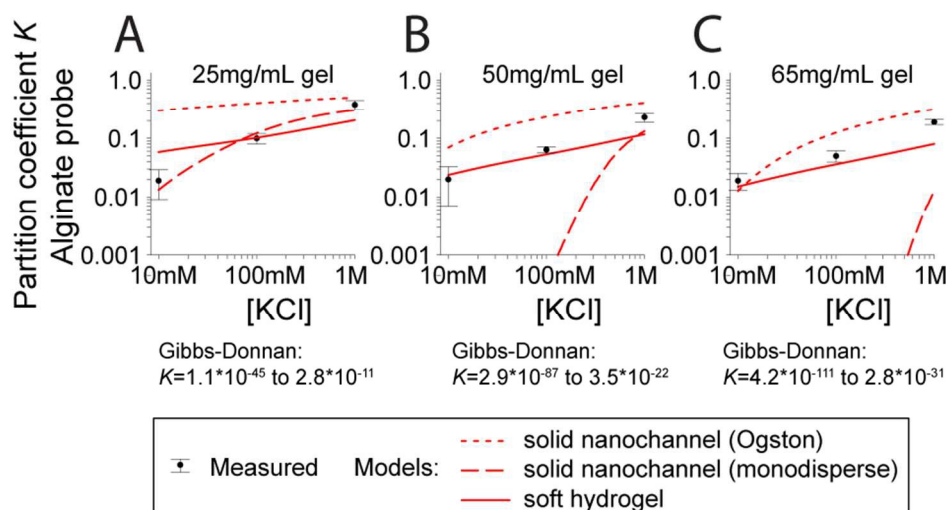 A
B
C
Partition coefficient K
Alginate probe
25mg/mL gel
50mg/mL gel
65mg/mL gel
1.0
0.1
0.01
0.001
10mM 100mM 1M
[KCl]
1.0
0.1
0.01
0.001
10mM 100mM 1M
[KCl]
1.0
0.1
0.01
0.001
10mM 100mM 1M
[KCl]
Gibbs-Donnan:
K=1.1*10⁻⁴⁵ to 2.8*10⁻¹¹
Gibbs-Donnan:
K=2.9*10⁻⁸⁷ to 3.5*10⁻²²
Gibbs-Donnan:
K=4.2*10⁻¹¹¹ to 2.8*10⁻³¹
Measured
Models:
solid nanochannel (Ogston)
solid nanochannel (monodisperse)
soft hydrogel